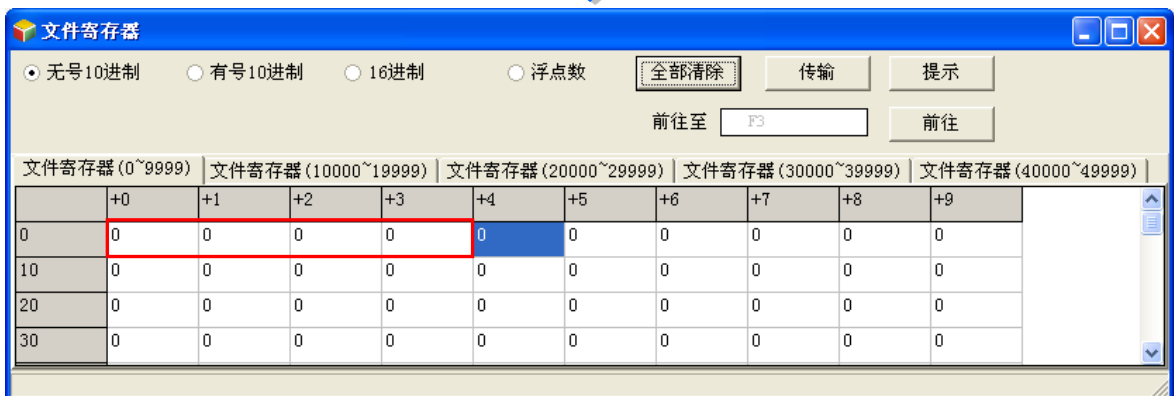 文件寄存器
无号10进制 有号10进制 16进制 浮点数 全部清除 传输 提示
前往至 F3 前往
文件寄存器(0~9999) 文件寄存器(10000~19999) 文件寄存器(20000~29999) 文件寄存器(30000~39999) 文件寄存器(40000~49999)
+0 +1 +2 +3 +4 +5 +6 +7 +8 +9
0 0 0 0 0 0 0 0 0 0 0
10 0 0 0 0 0 0 0 0 0 0
20 0 0 0 0 0 0 0 0 0 0
30 0 0 0 0 0 0 0 0 0 0